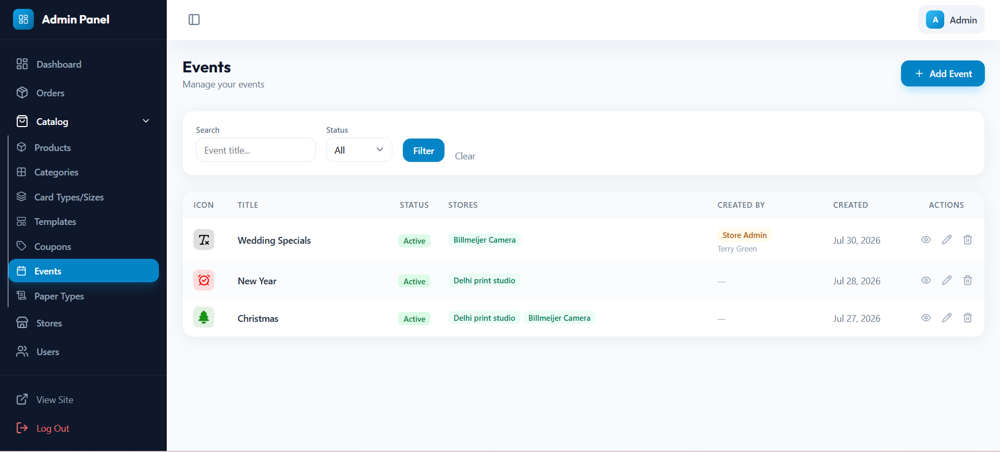 Admin Panel
Dashboard
Orders
Catalog
Products
Categories
Card Types/Sizes
Templates
Coupons
Events
Paper Types
Stores
Users
View Site
Log Out
A Admin
Events
Manage your events
Add Event
Search Status
Event title... All Filter Clear
ICON TITLE STATUS STORES CREATED BY CREATED ACTIONS
Wedding Specials Active Billmeijer Camera Store Admin Jul 30, 2026
Terry Green
New Year Active Delhi print studio — Jul 28, 2026
Christmas Active Delhi print studio Billmeijer Camera — Jul 27, 2026